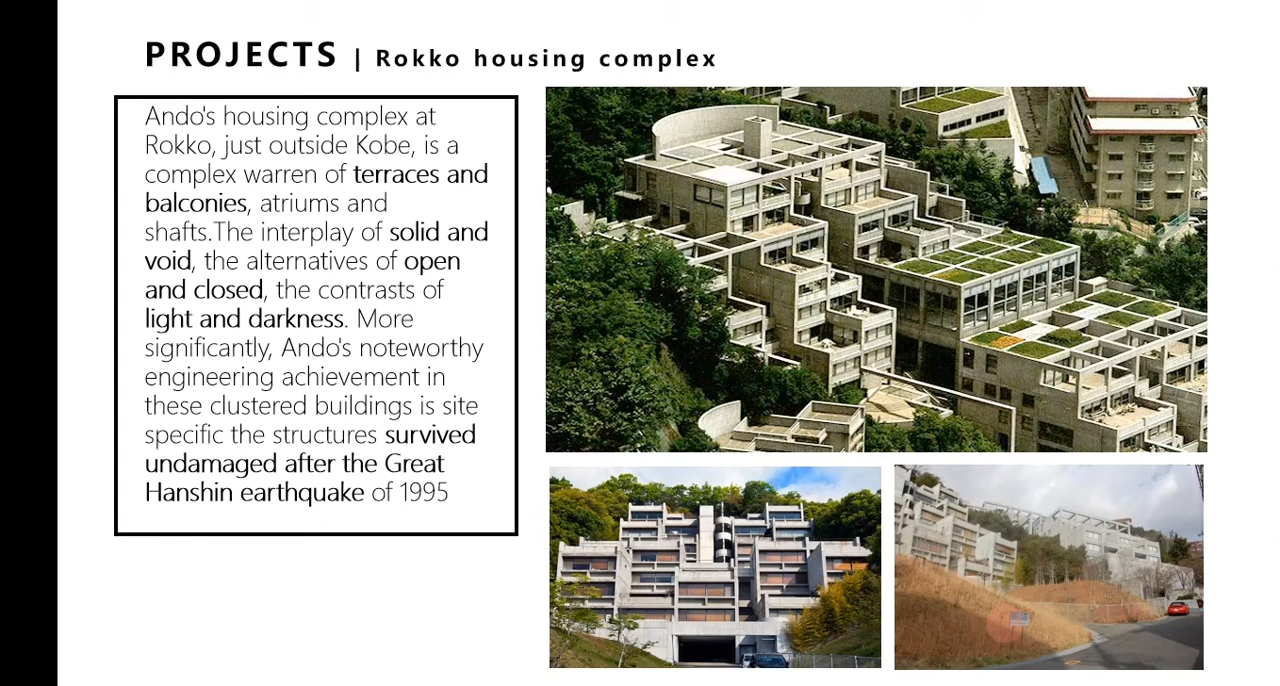 PROJECTS | Rokko housing complex
Ando's housing complex at
Rokko, just outside Kobe, is a
complex warren of terraces and
balconies, atriums and
shafts.The interplay of solid and
void, the alternatives of open
and closed, the contrasts of
light and darkness. More
significantly, Ando's noteworthy
engineering achievement in
these clustered buildings is site
specific the structures survived
undamaged after the Great
Hanshin earthquake of 1995